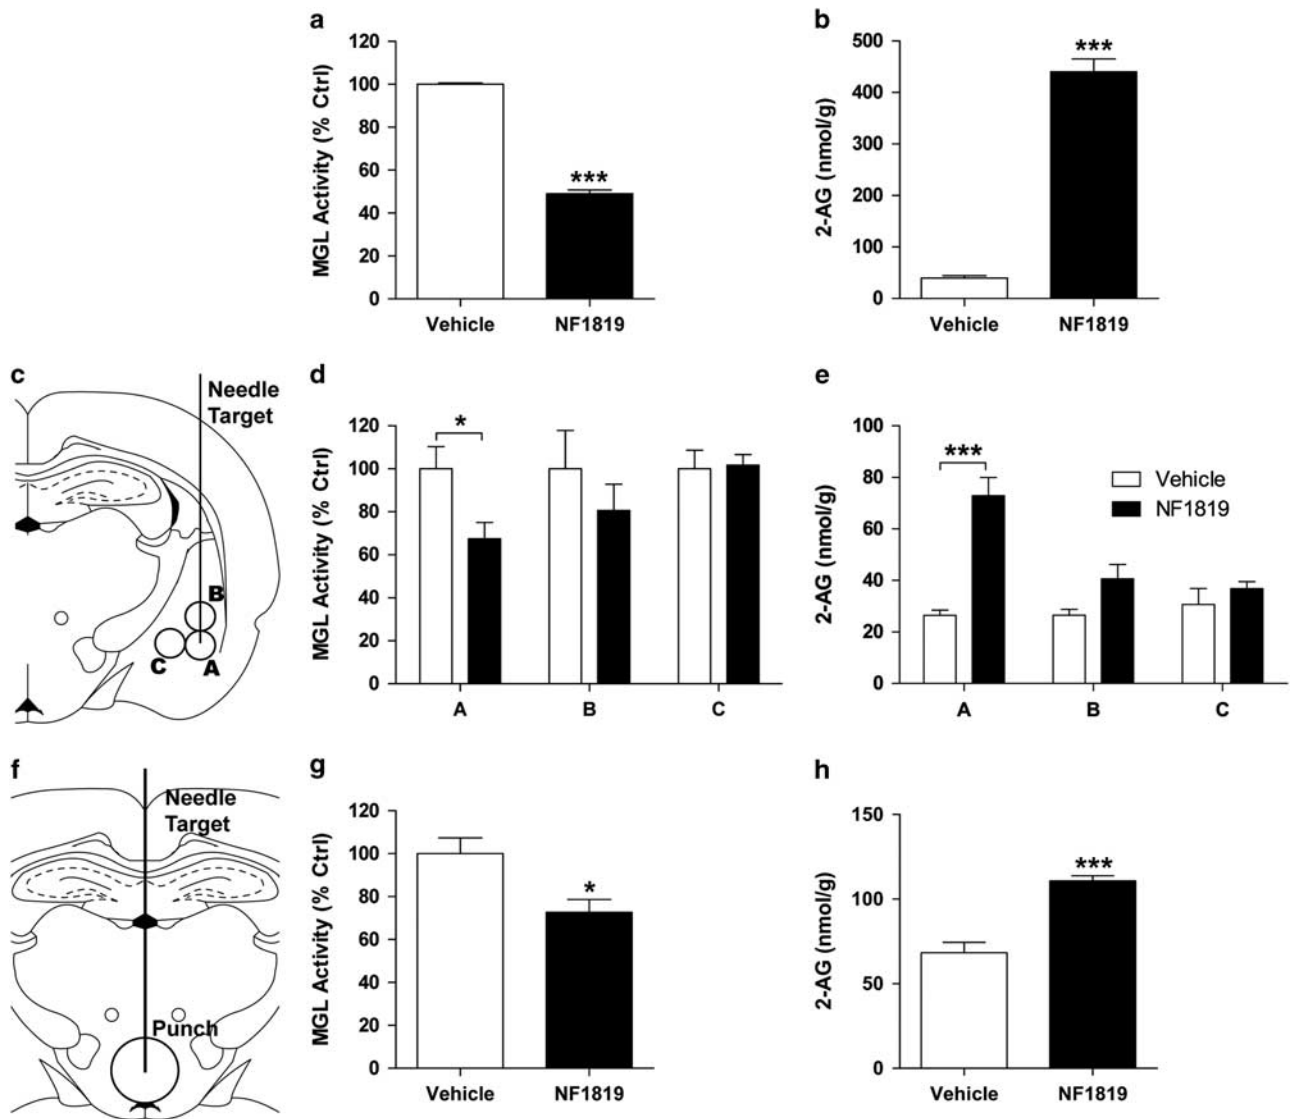 a
120
100
80
60
40
20
0
MGL Activity (% Ctrl)
***
Vehicle NF1819
b
500
400
300
200
100
0
2-AG (nmol/g)
***
Vehicle NF1819
c
Needle
Target
B
C
A
d
120
100
80
60
40
20
0
MGL Activity (% Ctrl)
*
A B C
e
100
80
60
40
20
0
2-AG (nmol/g)
***
Vehicle
NF1819
A B C
f
Needle
Target
Punch
g
120
100
80
60
40
20
0
MGL Activity (% Ctrl)
*
Vehicle NF1819
h
150
100
50
0
2-AG (nmol/g)
***
Vehicle NF1819